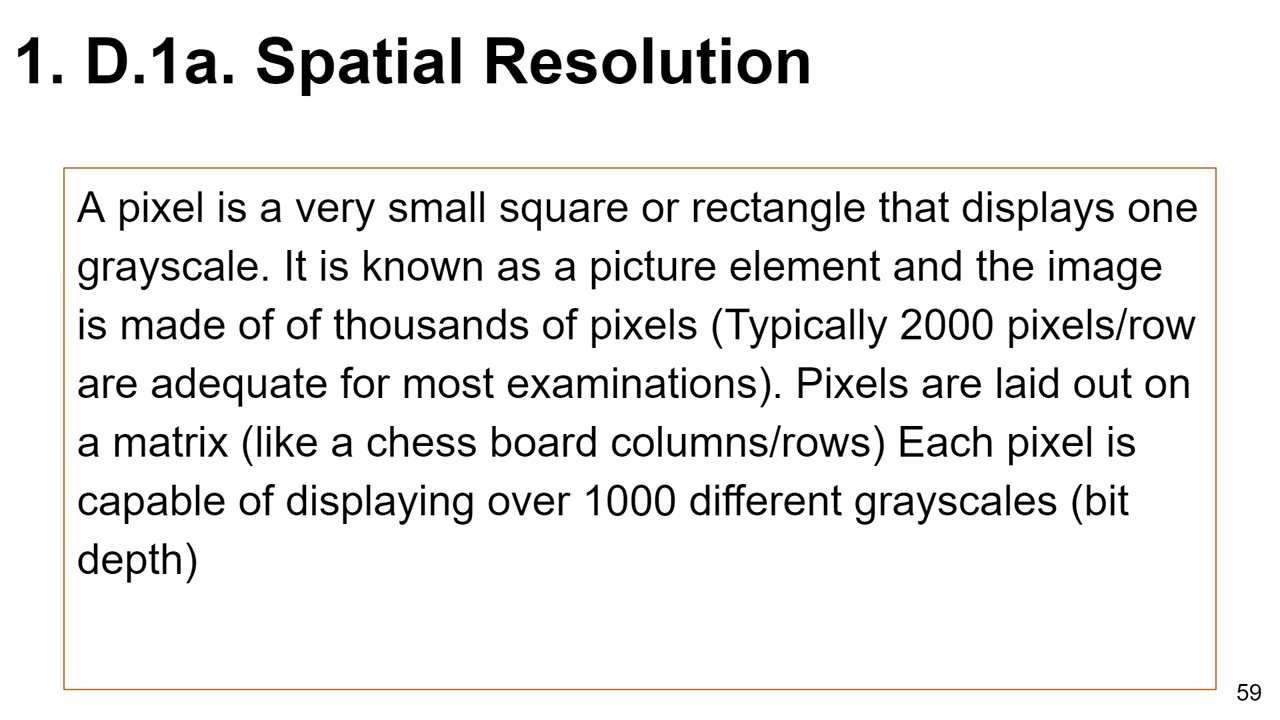 1. D.1a. Spatial Resolution
A pixel is a very small square or rectangle that displays one
grayscale. It is known as a picture element and the image
is made of of thousands of pixels (Typically 2000 pixels/row
are adequate for most examinations). Pixels are laid out on
a matrix (like a chess board columns/rows) Each pixel is
capable of displaying over 1000 different grayscales (bit
depth)
59